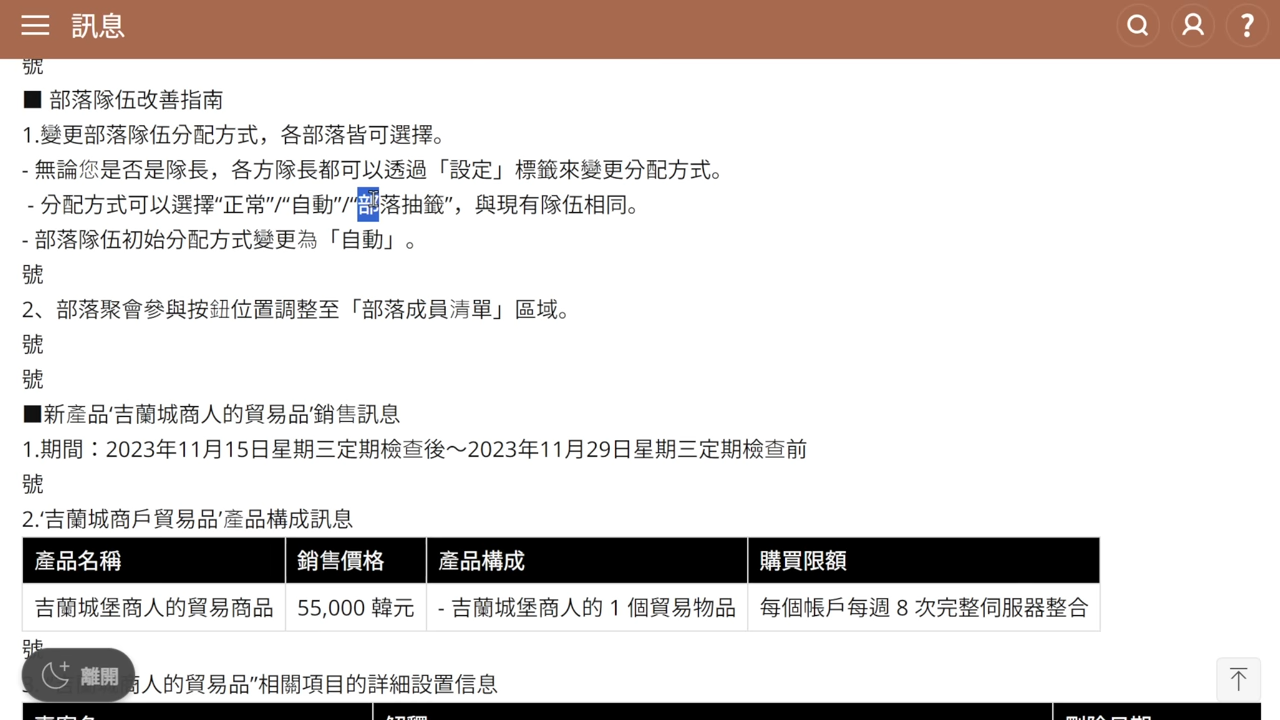 訊息
號
■ 部落隊伍改善指南
1.變更部落隊伍分配方式，各部落皆可選擇。
- 無論您是否是隊長，各方隊長都可以透過「設定」標籤來變更分配方式。
- 分配方式可以選擇“正常”/“自動”/“部落抽籤”，與現有隊伍相同。
- 部落隊伍初始分配方式變更為「自動」。
號
2、部落聚會參與按鈕位置調整至「部落成員清單」區域。
號
號
■新產品‘吉蘭城商人的貿易品’銷售訊息
1.期間：2023年11月15日星期三定期檢查後～2023年11月29日星期三定期檢查前
號
2.‘吉蘭城商戶貿易品’產品構成訊息
產品名稱 銷售價格 產品構成 購買限額
吉蘭城堡商人的貿易商品 55,000 韓元 - 吉蘭城堡商人的 1 個貿易物品 每個帳戶每週 8 次完整伺服器整合
號
離開
商人的貿易品”相關項目的詳細設置信息